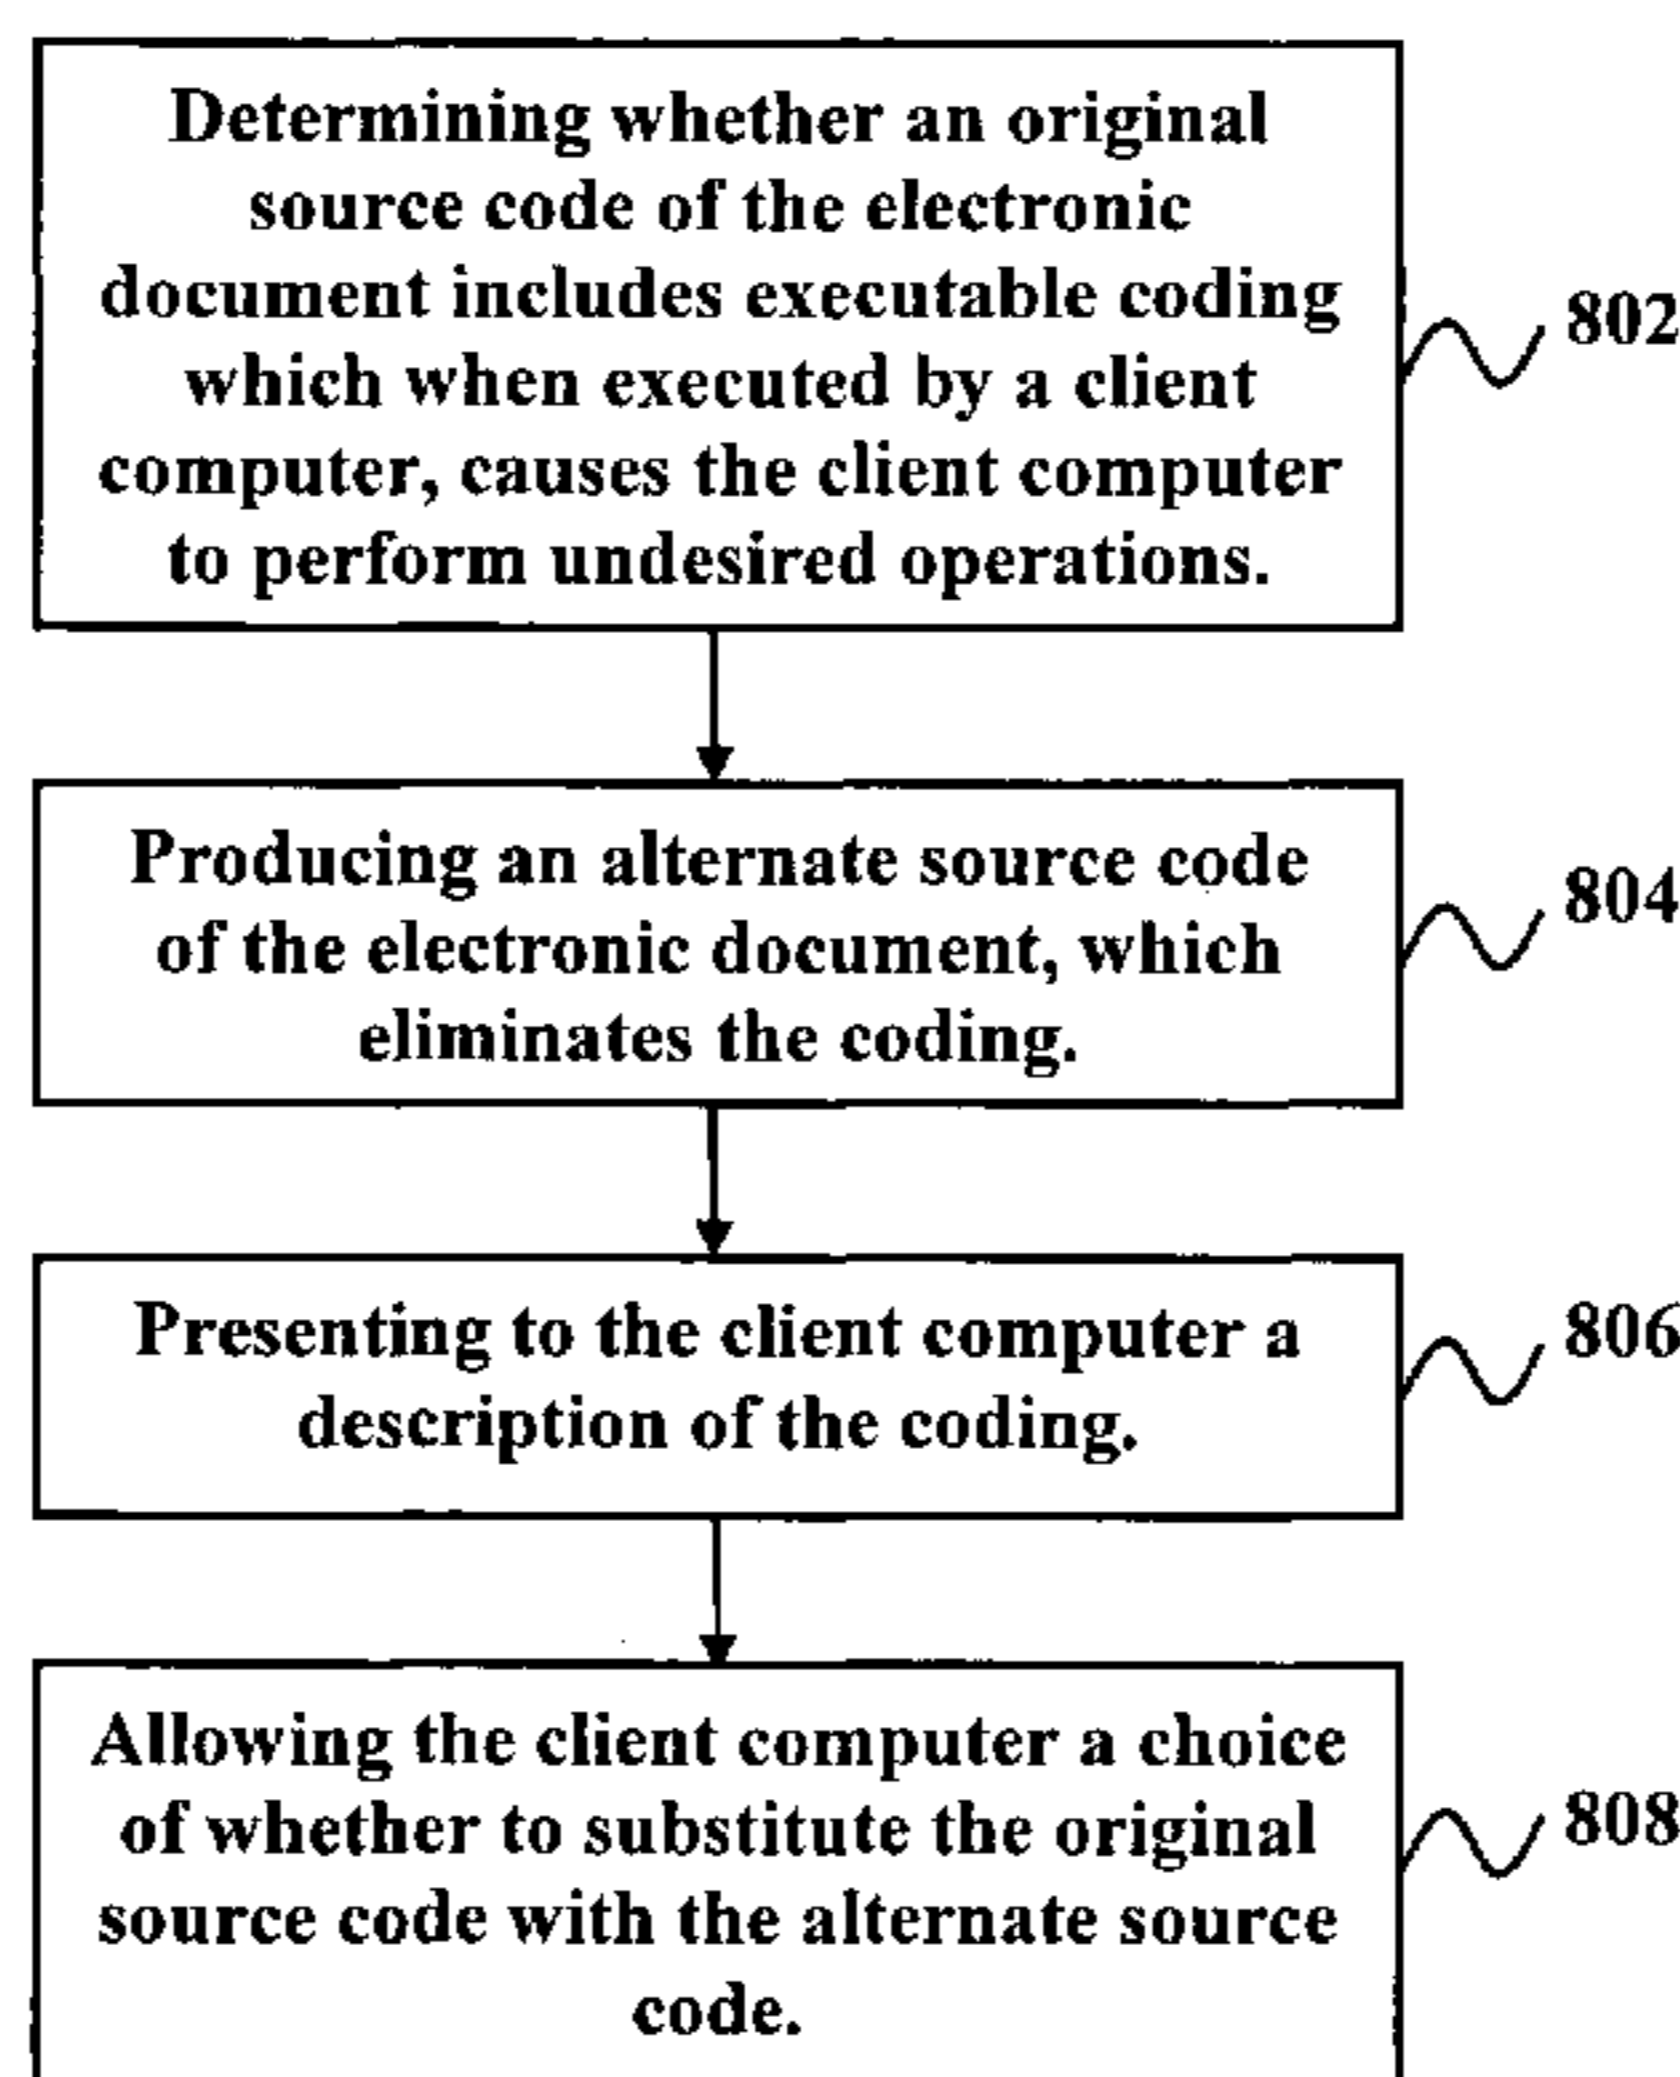 Determining whether an original
source code of the electronic
document includes executable coding
which when executed by a client
computer, causes the client computer
to perform undesired operations.
802
Producing an alternate source code
of the electronic document, which
eliminates the coding.
804
Presenting to the client computer a
description of the coding.
806
Allowing the client computer a choice
of whether to substitute the original
source code with the alternate source
code.
808